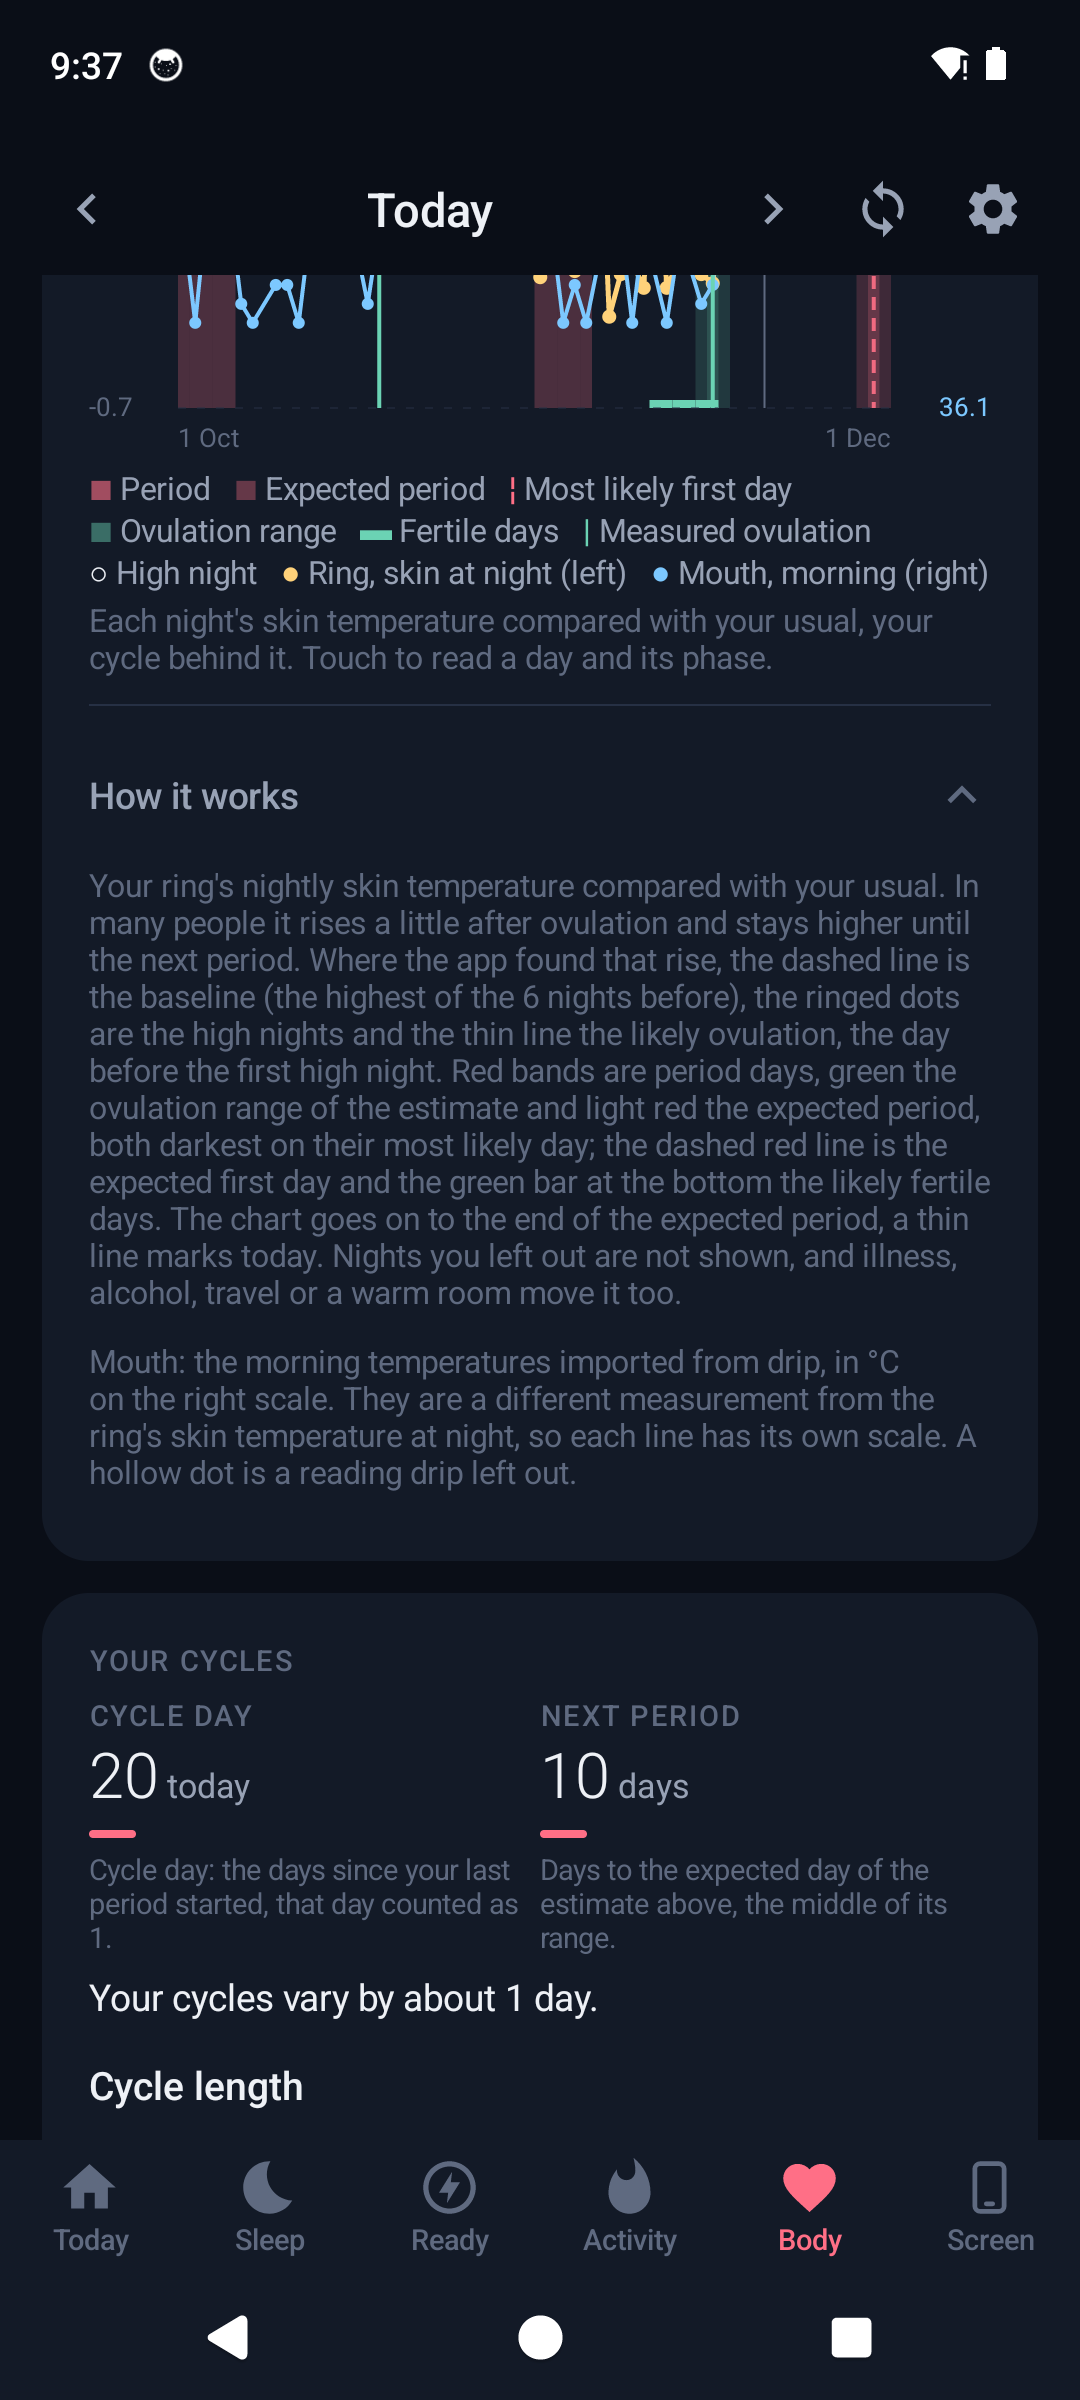 9:37
Today
-0.7
36.1
1 Oct
1 Dec
Period Expected period Most likely first day
Ovulation range Fertile days Measured ovulation
High night Ring, skin at night (left) Mouth, morning (right)
Each night's skin temperature compared with your usual, your
cycle behind it. Touch to read a day and its phase.
How it works
Your ring's nightly skin temperature compared with your usual. In
many people it rises a little after ovulation and stays higher until
the next period. Where the app found that rise, the dashed line is
the baseline (the highest of the 6 nights before), the ringed dots
are the high nights and the thin line the likely ovulation, the day
before the first high night. Red bands are period days, green the
ovulation range of the estimate and light red the expected period,
both darkest on their most likely day; the dashed red line is the
expected first day and the green bar at the bottom the likely fertile
days. The chart goes on to the end of the expected period, a thin
line marks today. Nights you left out are not shown, and illness,
alcohol, travel or a warm room move it too.
Mouth: the morning temperatures imported from drip, in °C
on the right scale. They are a different measurement from the
ring's skin temperature at night, so each line has its own scale. A
hollow dot is a reading drip left out.
YOUR CYCLES
CYCLE DAY
20 today
Cycle day: the days since your last
period started, that day counted as
1.
NEXT PERIOD
10 days
Days to the expected day of the
estimate above, the middle of its
range.
Your cycles vary by about 1 day.
Cycle length
Today Sleep Ready Activity Body Screen